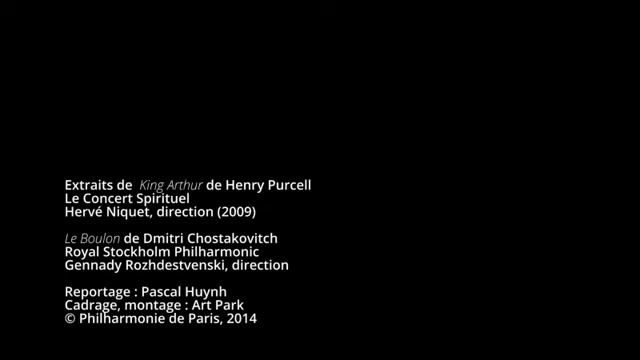 Extraits de King Arthur de Henry Purcell
Le Concert Spirituel
Hervé Niquet, direction (2009)
Le Boulon de Dmitri Chostakovitch
Royal Stockholm Philharmonic
Gennady Rozhdestvenski, direction
Reportage : Pascal Huynh
Cadrage, montage : Art Park
© Philharmonie de Paris, 2014